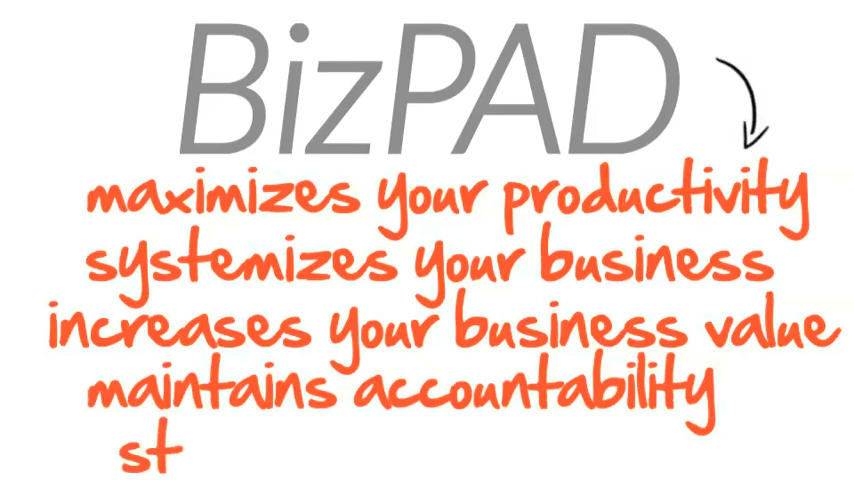 BizPAD
maximizes your productivity
systemizes your business
increases your business value
maintains accountability
st